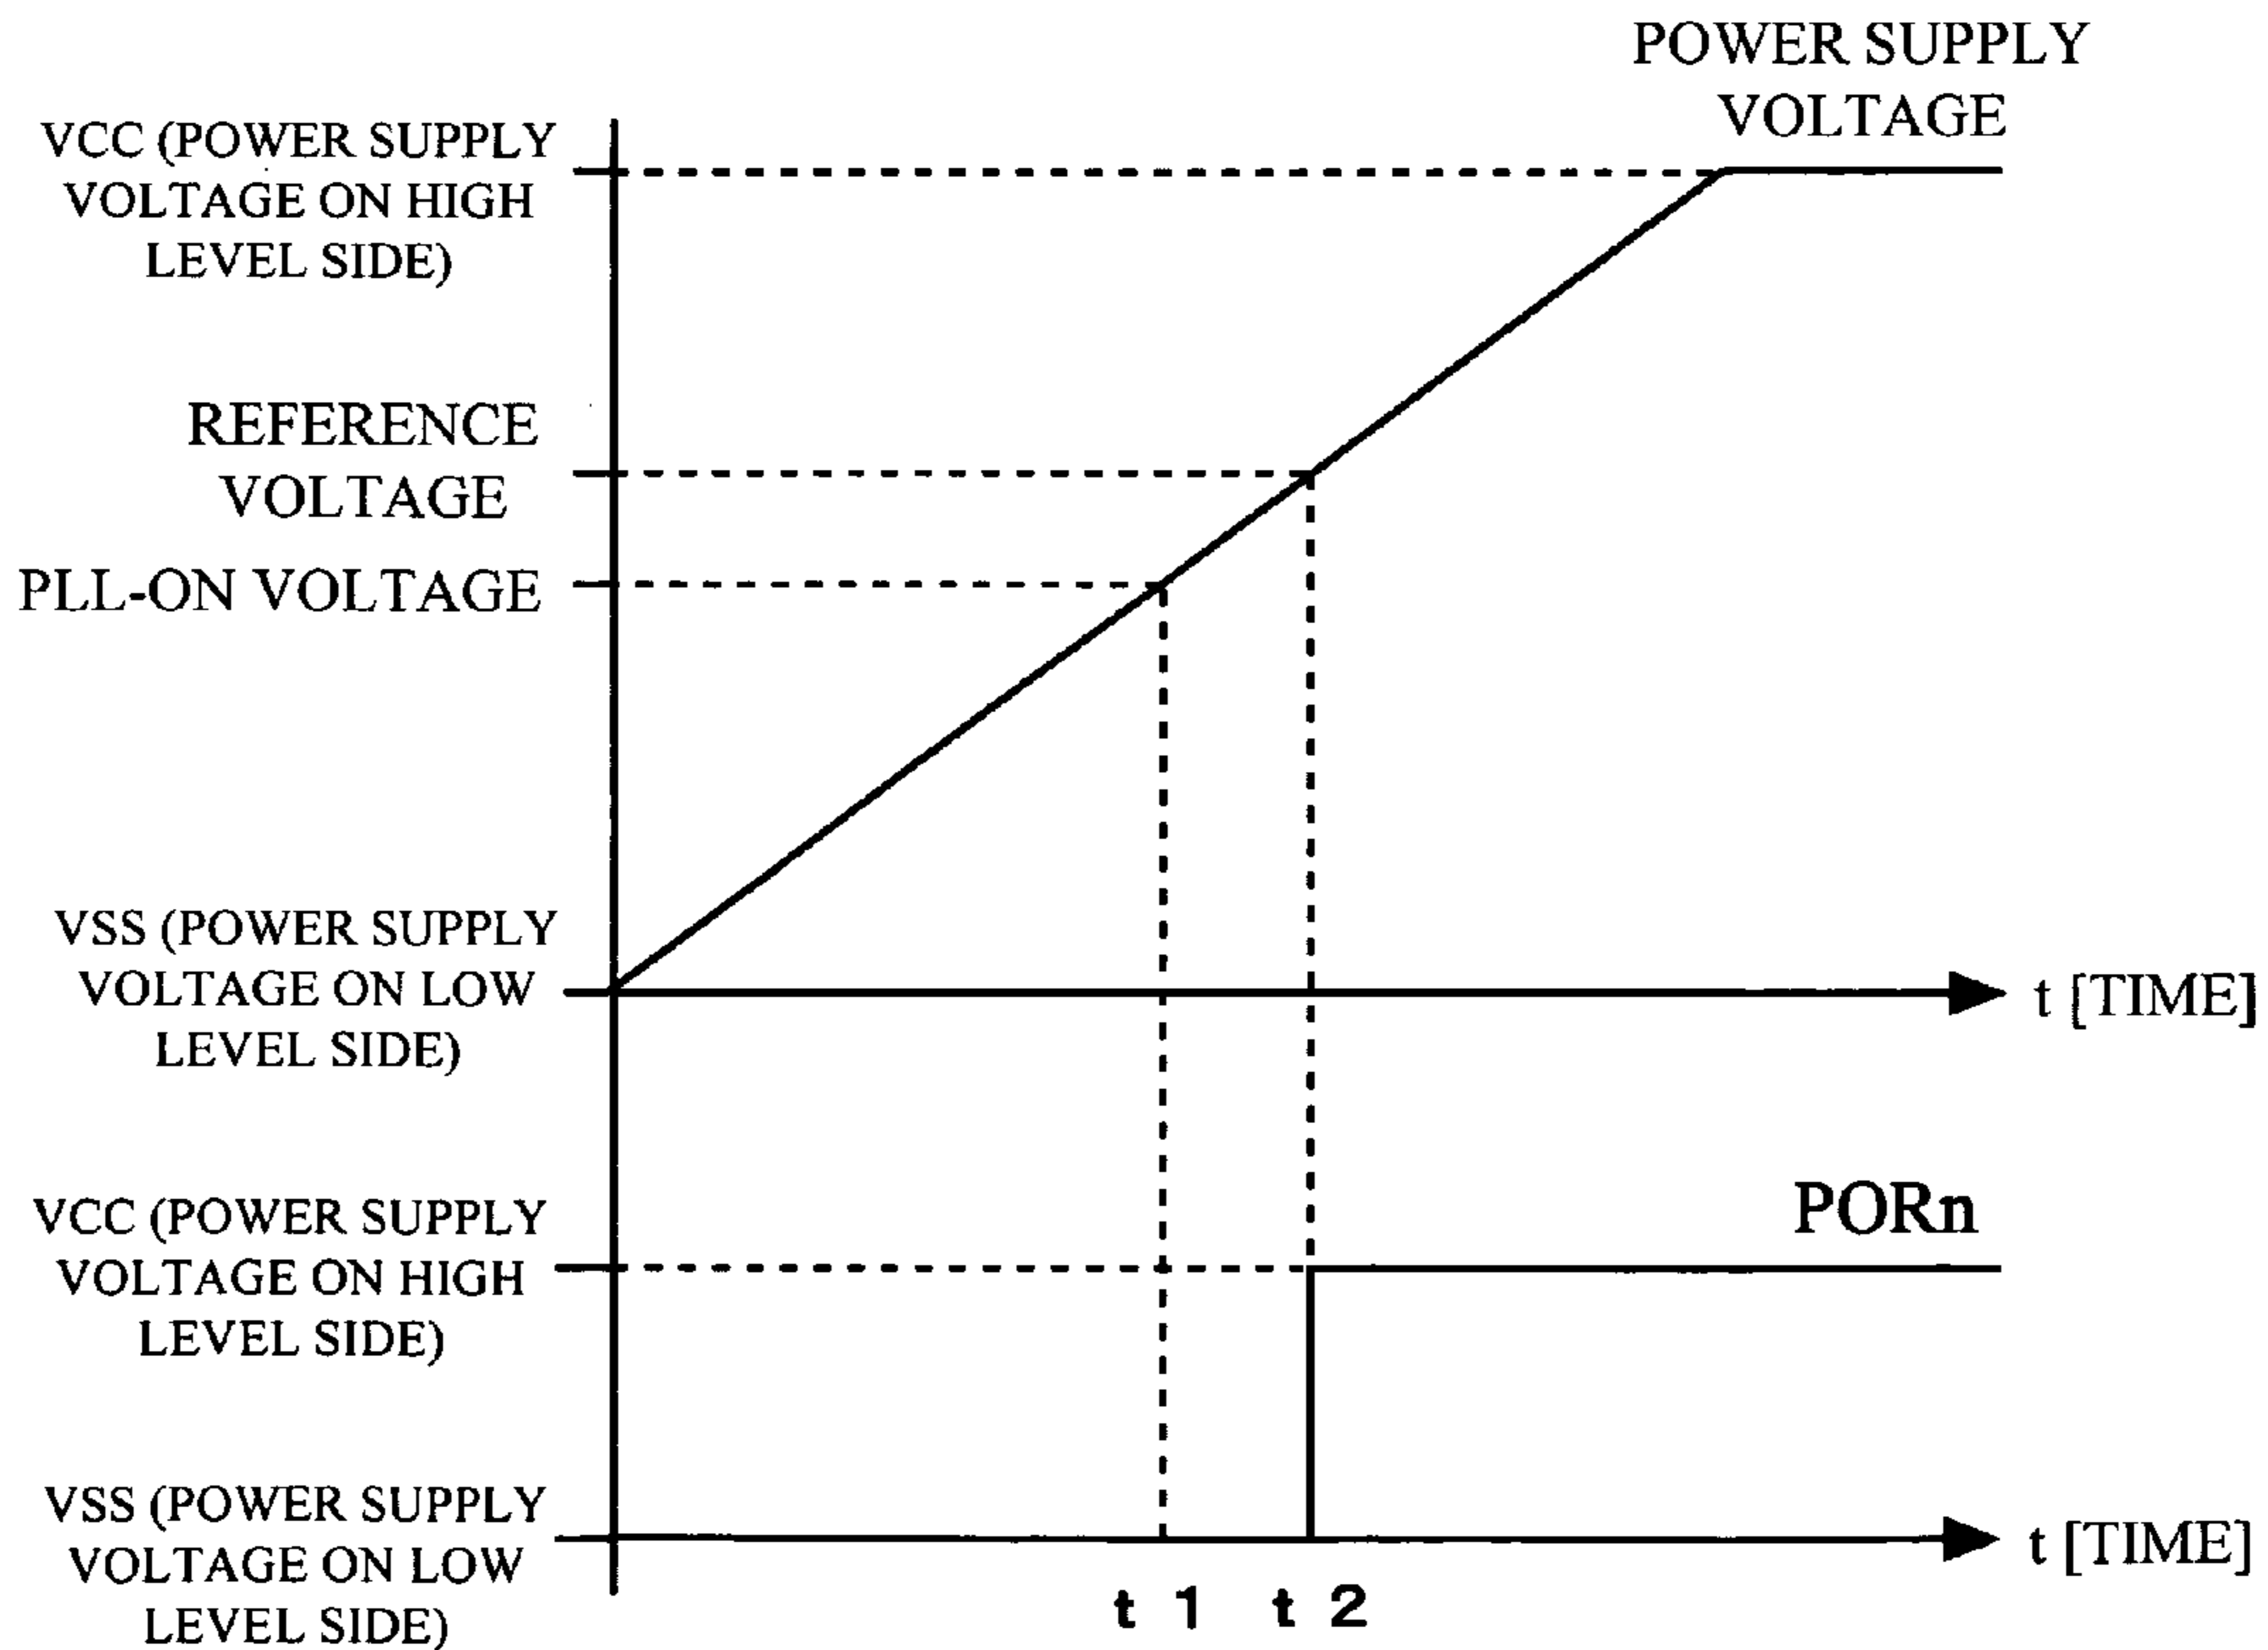 POWER SUPPLY
VOLTAGE
VCC (POWER SUPPLY
VOLTAGE ON HIGH
LEVEL SIDE)
REFERENCE
VOLTAGE
PLL-ON VOLTAGE
VSS (POWER SUPPLY
VOLTAGE ON LOW
LEVEL SIDE)
t [TIME]
PORn
VCC (POWER SUPPLY
VOLTAGE ON HIGH
LEVEL SIDE)
VSS (POWER SUPPLY
VOLTAGE ON LOW
LEVEL SIDE)
t [TIME]
t 1 t 2